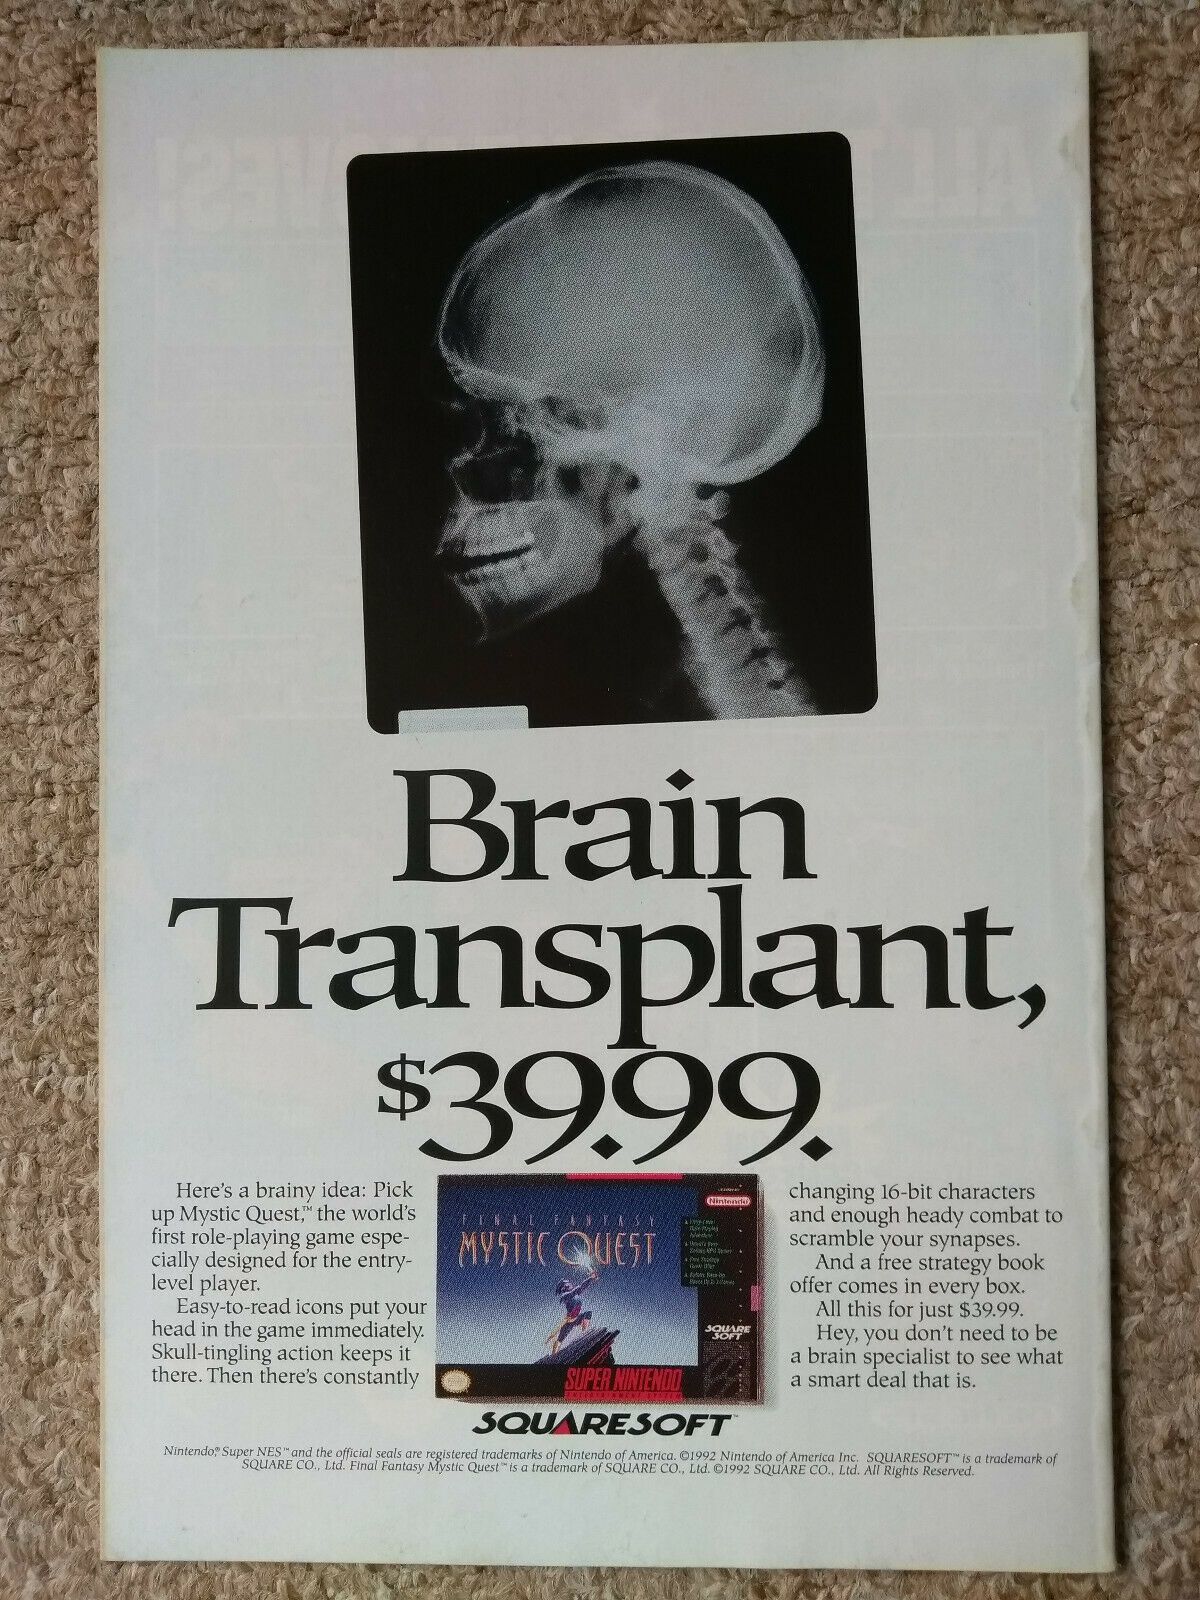 Brain
Transplant,
$39.99.
Here's a brainy idea: Pick
up Mystic Quest,™ the world's
first role-playing game espe-
cially designed for the entry-
level player.
Easy-to-read icons put your
head in the game immediately.
Skull-tingling action keeps it
there. Then there's constantly
changing 16-bit characters
and enough heady combat to
scramble your synapses.
And a free strategy book
offer comes in every box.
All this for just $39.99.
Hey, you don't need to be
a brain specialist to see what
a smart deal that is.
Nintendo
FINAL FANTASY
MYSTIC QUEST
SQUARE
SOFT
SUPER NINTENDO
ENTERTAINMENT SYSTEM
SQUARESOFT™
Nintendo,® Super NES™ and the official seals are registered trademarks of Nintendo of America. ©1992 Nintendo of America Inc. SQUARESOFT™ is a trademark of
SQUARE CO., Ltd. Final Fantasy Mystic Quest™ is a trademark of SQUARE CO., Ltd. ©1992 SQUARE CO., Ltd. All Rights Reserved.